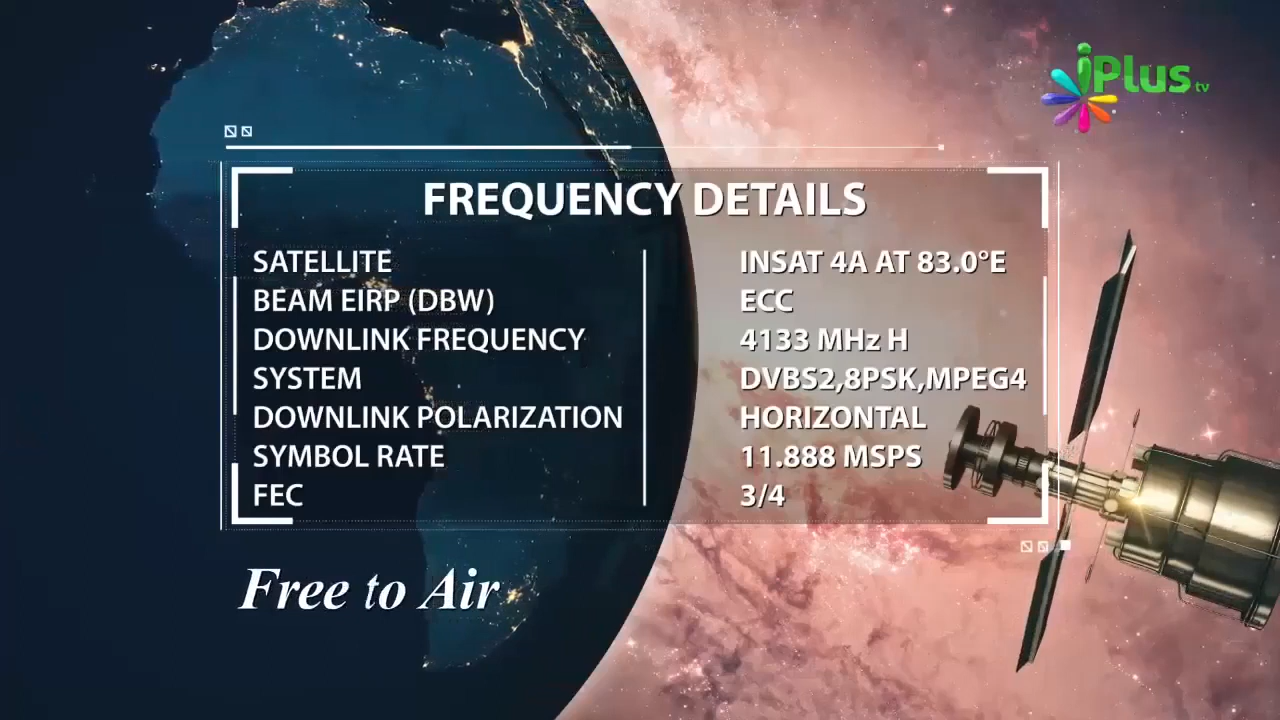 iPlus tv
FREQUENCY DETAILS
SATELLITE INSAT 4A AT 83.0°E
BEAM EIRP (DBW) ECC
DOWNLINK FREQUENCY 4133 MHz H
SYSTEM DVBS2,8PSK,MPEG4
DOWNLINK POLARIZATION HORIZONTAL
SYMBOL RATE 11.888 MSPS
FEC 3/4
Free to Air